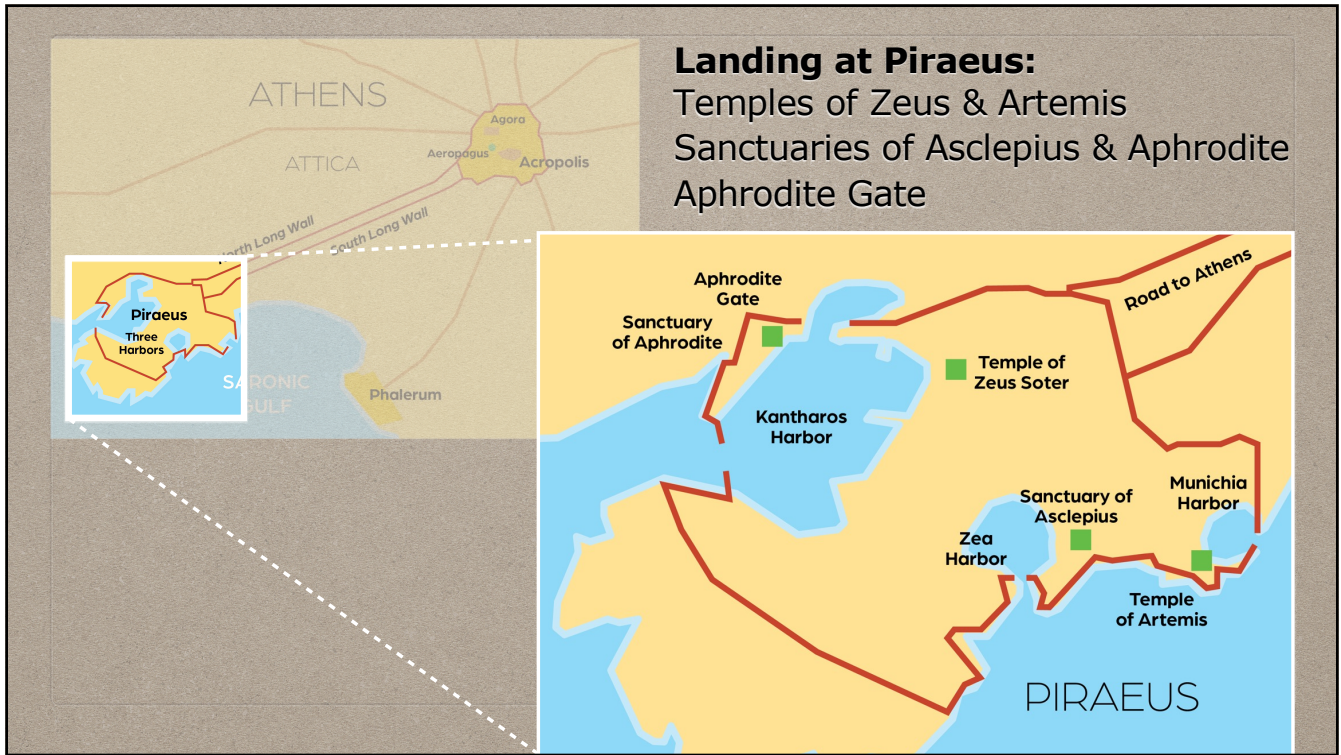 Landing at Piraeus:
Temples of Zeus & Artemis
Sanctuaries of Asclepius & Aphrodite
Aphrodite Gate
ATHENS
Agora
Aeropagus
Acropolis
ATTICA
North Long Wall
South Long Wall
Piraeus
Three
Harbors
SARONIC
GULF
Phalerum
Aphrodite
Gate
Sanctuary
of Aphrodite
Road to Athens
Temple of
Zeus Soter
Kantharos
Harbor
Sanctuary of
Asclepius
Munichia
Harbor
Zea
Harbor
Temple
of Artemis
PIRAEUS